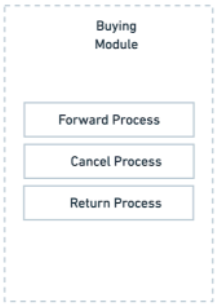 Buying
Module
Forward Process
Cancel Process
Return Process